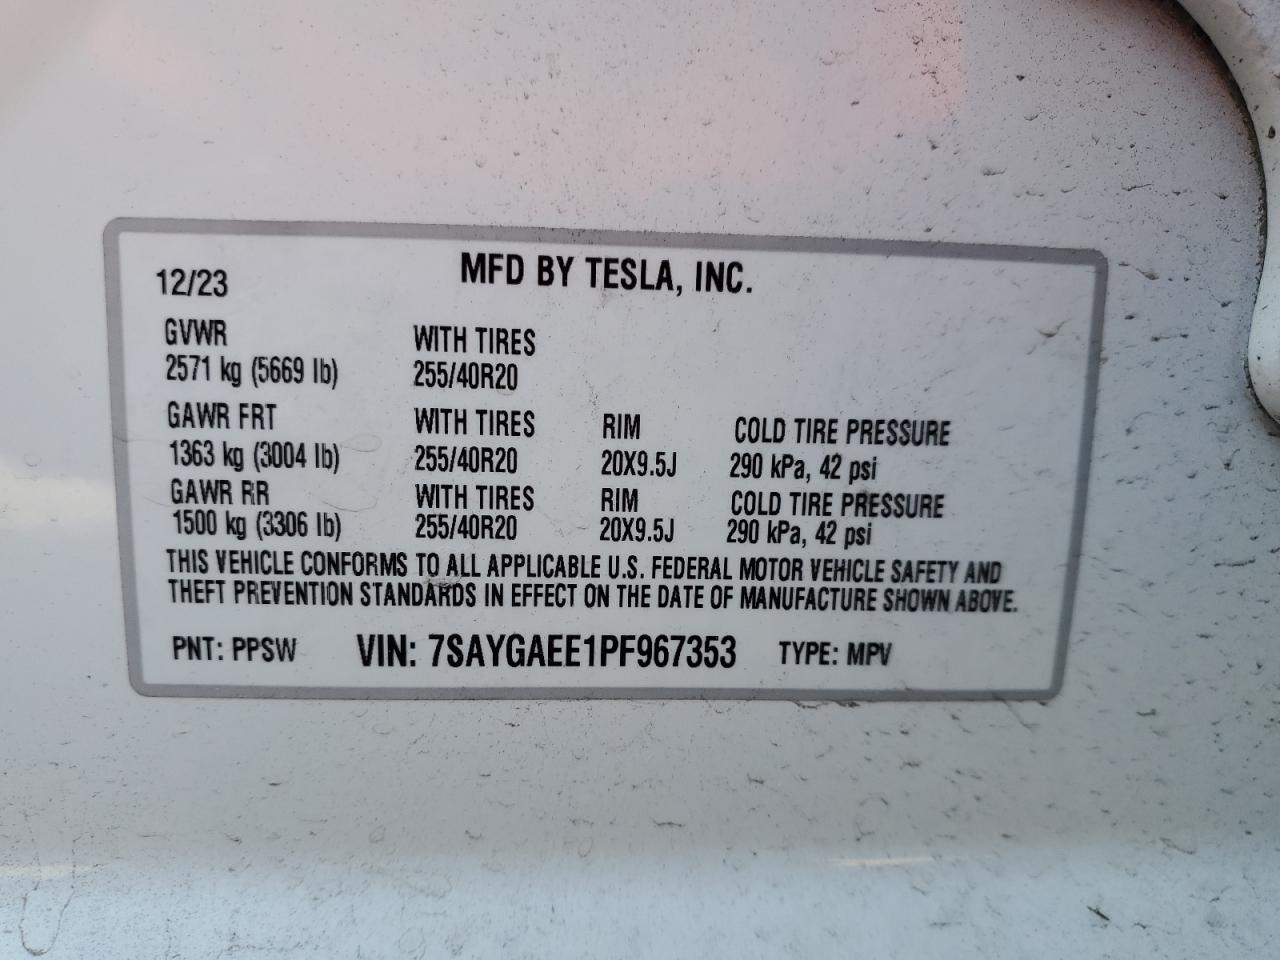 12/23 MFD BY TESLA, INC.
GVWR WITH TIRES
2571 kg (5669 lb) 255/40R20
GAWR FRT WITH TIRES RIM COLD TIRE PRESSURE
1363 kg (3004 lb) 255/40R20 20X9.5J 290 kPa, 42 psi
GAWR RR WITH TIRES RIM COLD TIRE PRESSURE
1500 kg (3306 lb) 255/40R20 20X9.5J 290 kPa, 42 psi
THIS VEHICLE CONFORMS TO ALL APPLICABLE U.S. FEDERAL MOTOR VEHICLE SAFETY AND
THEFT PREVENTION STANDARDS IN EFFECT ON THE DATE OF MANUFACTURE SHOWN ABOVE.
PNT: PPSW VIN: 7SAYGAEE1PF967353 TYPE: MPV